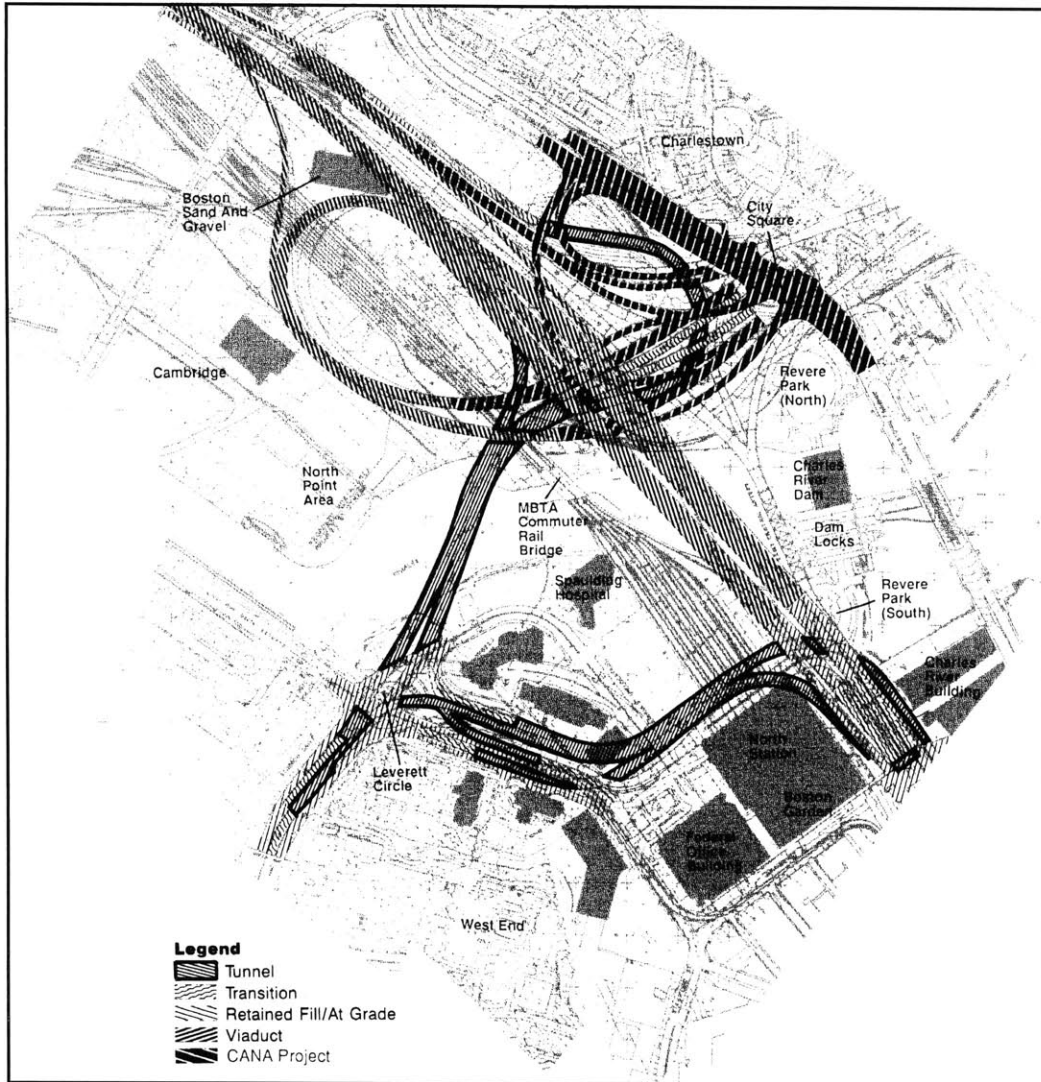 Charlestown
Boston
Sand And
Gravel
City
Square
Cambridge
Revere
Park
(North)
North
Point
Area
Charles
River
Dam
MBTA
Commuter
Rail
Bridge
Dam
Locks
Spaulding
Hospital
Revere
Park
(South)
Charles
River
Building
North
Station
Leverett
Circle
Boston
Garden
Federal
Office
Building
West End
Legend
Tunnel
Transition
Retained Fill/At Grade
Viaduct
CANA Project